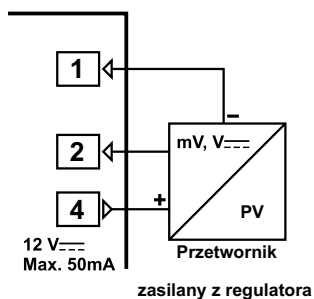 1
−
2
mV, V⎓
4
+
PV
12 V⎓
Max. 50mA
Przetwornik
zasilany z regulatora